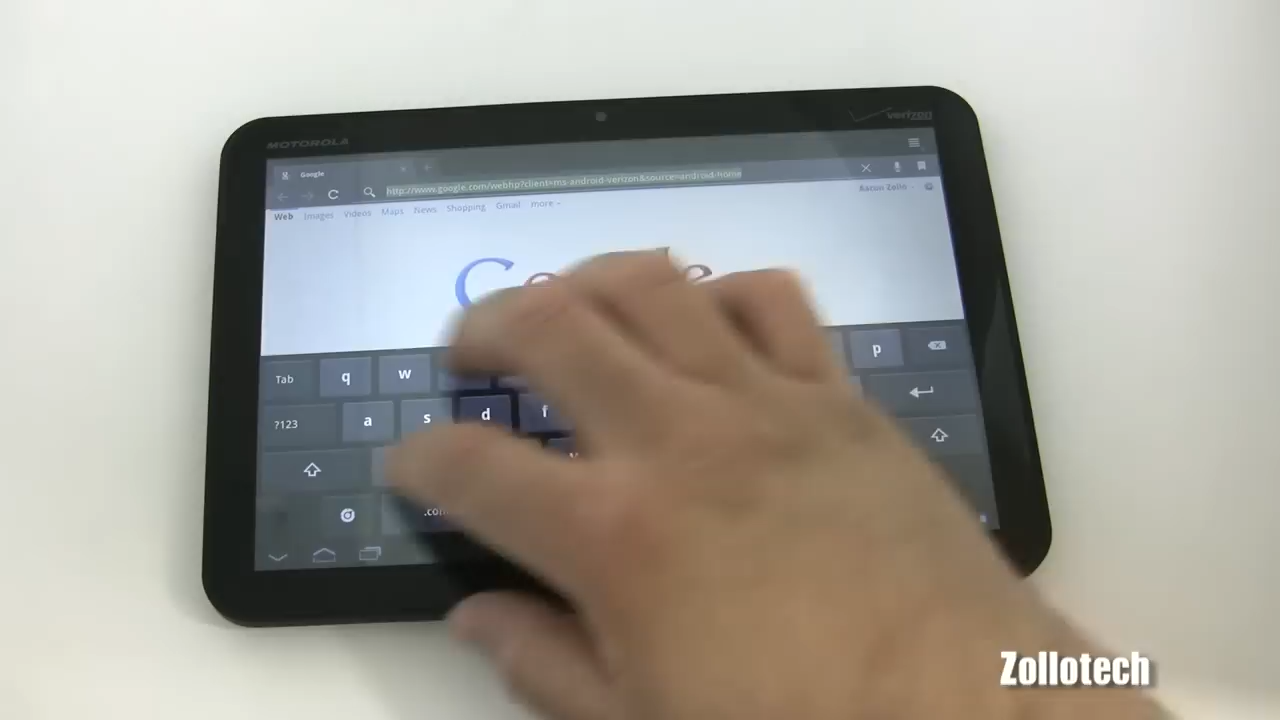 MOTOROLA
verizon
Google
http://www.google.com/webhp?client=ms-android-verizon&source=android-home
Web Images Videos Maps News Shopping Gmail more
Tab q w p
?123 a s d f
.com
Zollotech